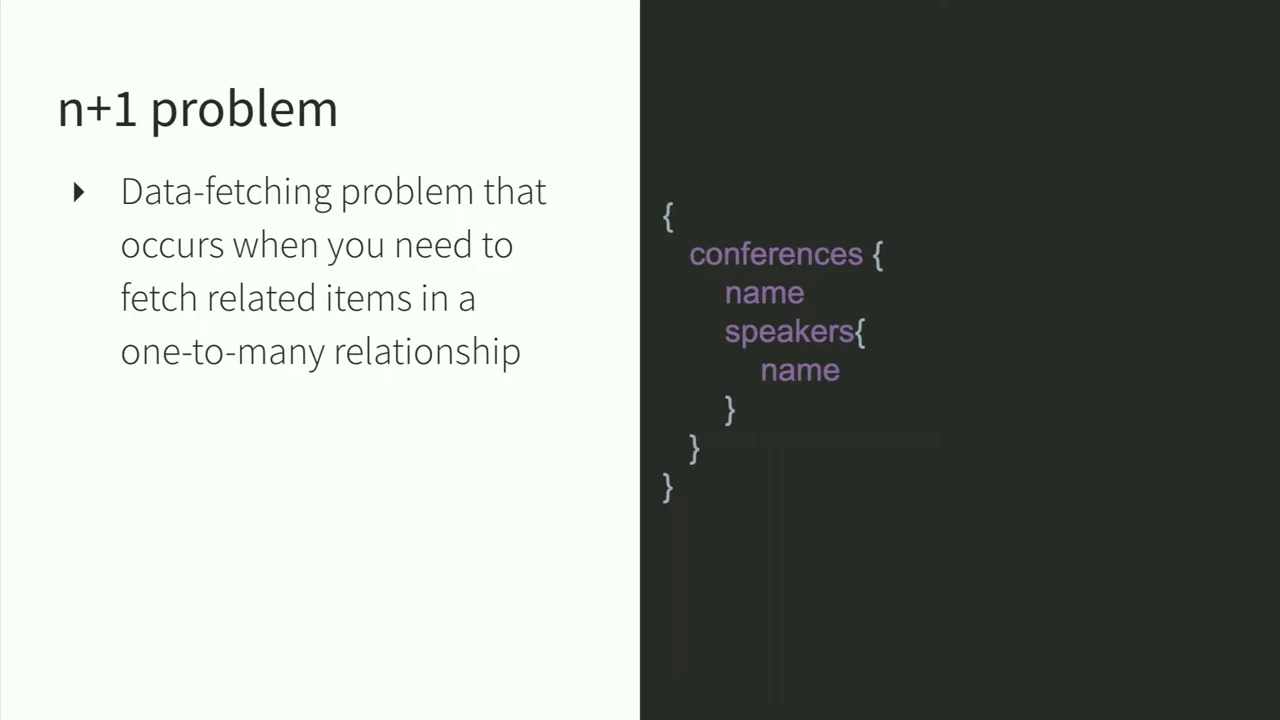 n+1 problem
Data-fetching problem that
occurs when you need to
fetch related items in a
one-to-many relationship
{
conferences {
name
speakers{
name
}
}
}